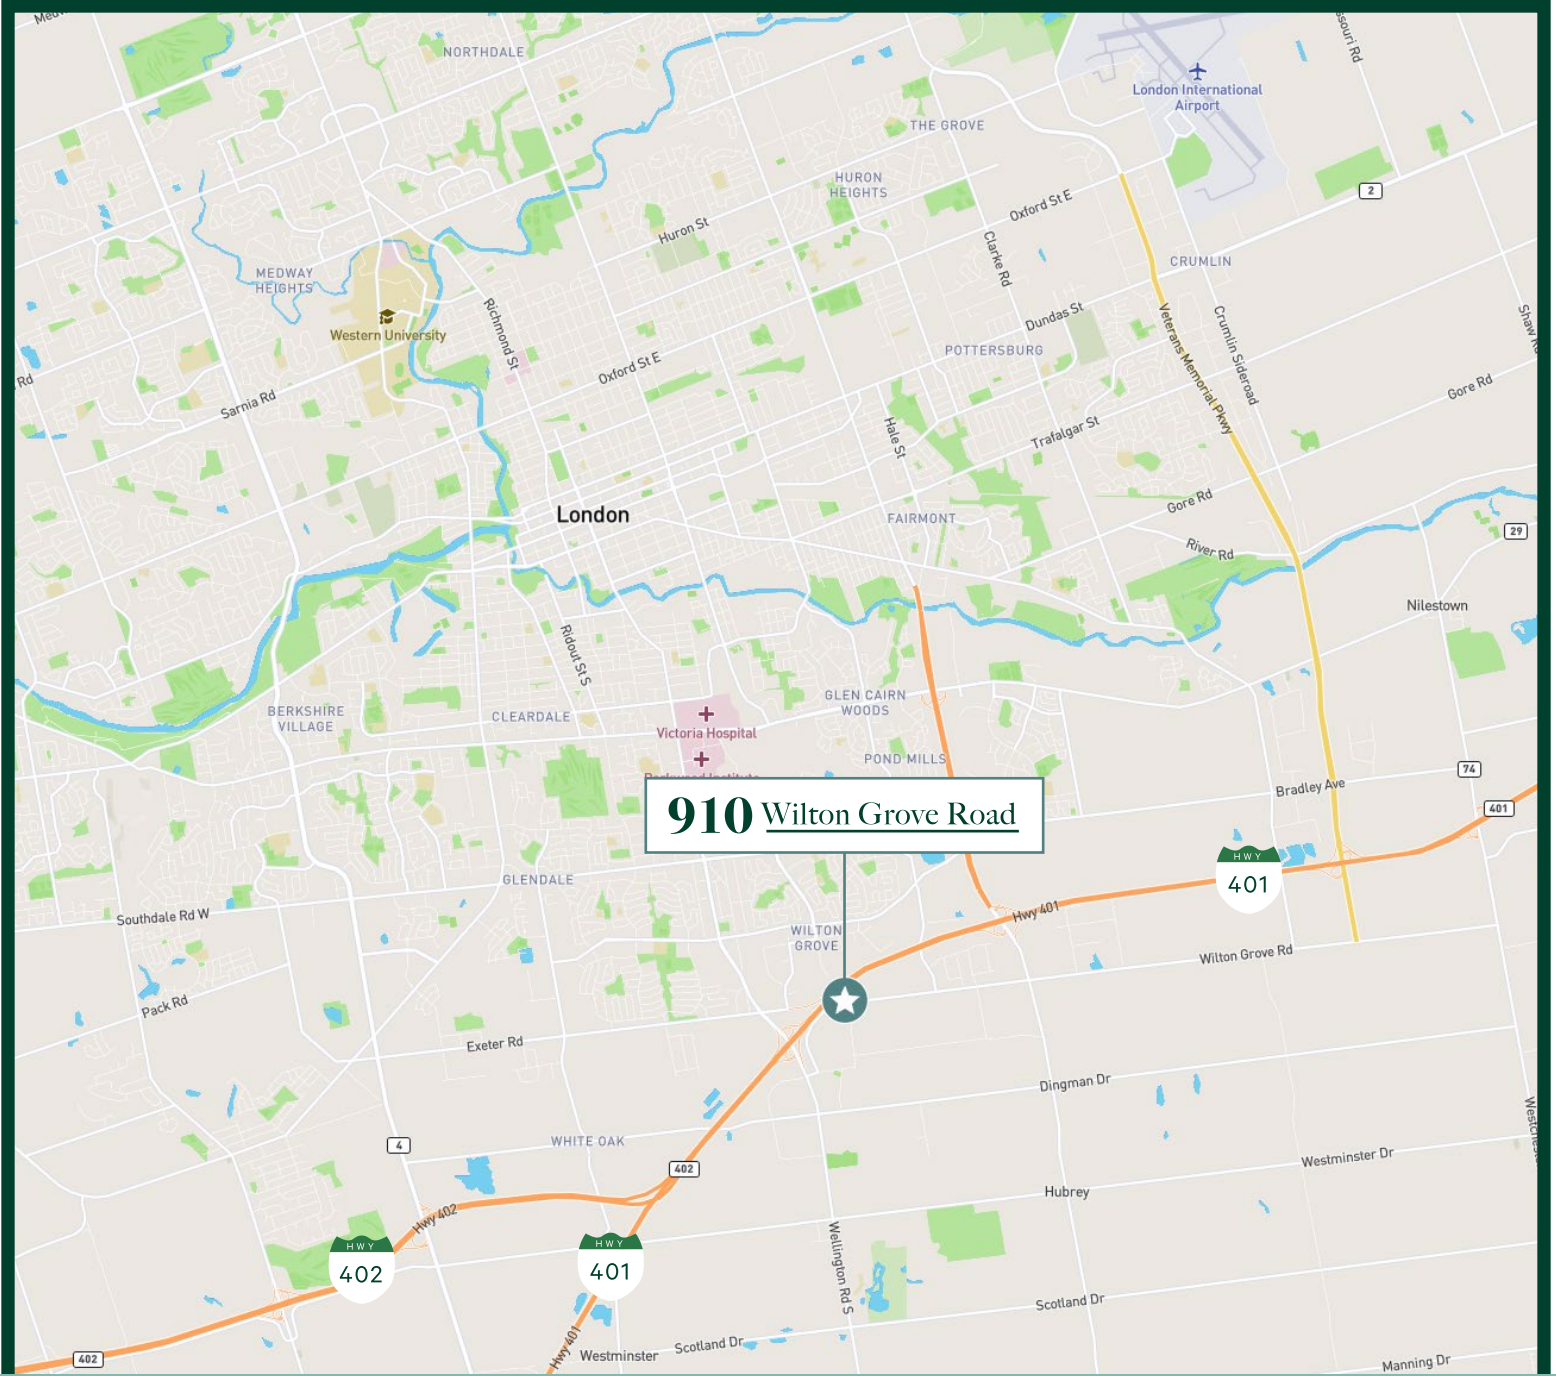 NORTHDALE
London International
Airport
THE GROVE
HURON
HEIGHTS
2
Oxford St E
Huron St
Clarke Rd
CRUMLIN
MEDWAY
HEIGHTS
Western University
Richmond St
Dundas St
Veterans Memorial Pkwy
Crumlin Sideroad
POTTERSBURG
Oxford St E
Rd
Sarnia Rd
Gore Rd
Hale St
Trafalgar St
Gore Rd
London
FAIRMONT
29
River Rd
Nilestown
Ridout St S
BERKSHIRE
VILLAGE
CLEARDALE
GLEN CAIRN
WOODS
Victoria Hospital
POND MILLS
74
Bradley Ave
401
910 Wilton Grove Road
HWY
401
GLENDALE
Southdale Rd W
Hwy 401
WILTON
GROVE
Wilton Grove Rd
Pack Rd
Exeter Rd
Dingman Dr
4
WHITE OAK
402
Westminster Dr
Hubrey
Hwy 402
HWY
402
HWY
401
Wellington Rd S
Scotland Dr
Hwy 401
Westminster
Scotland Dr
402
Manning Dr